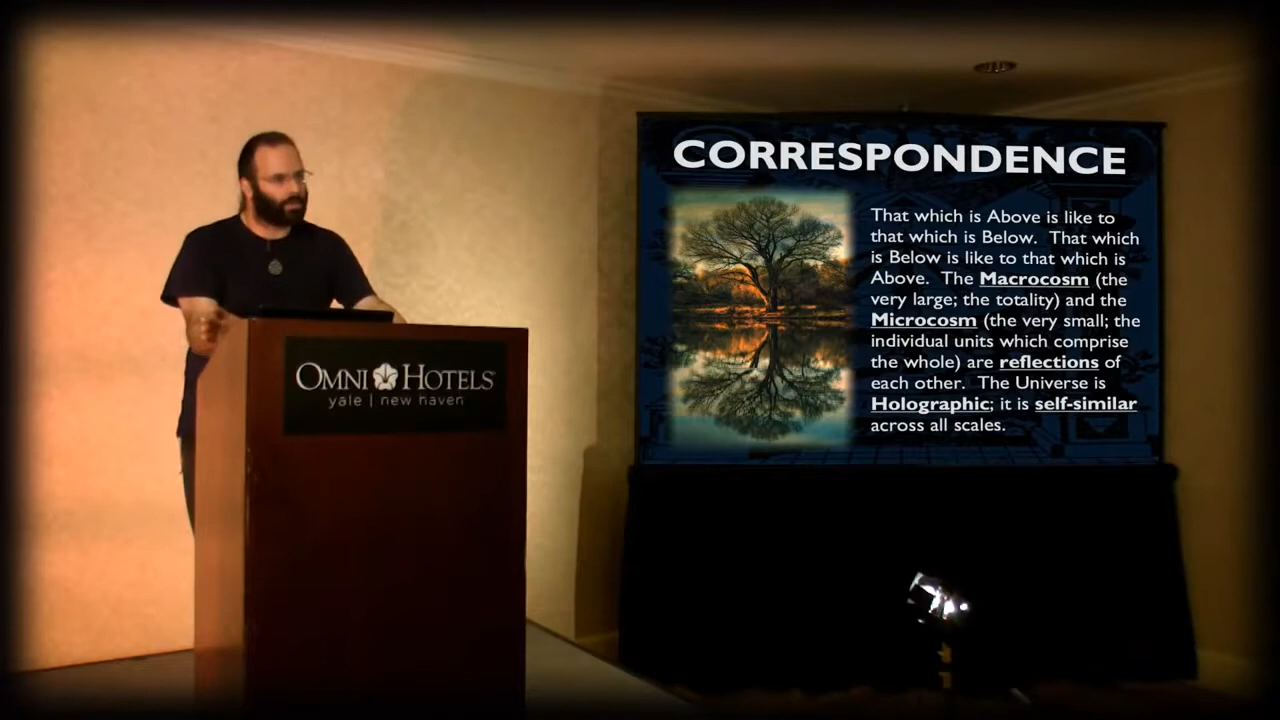 CORRESPONDENCE
That which is Above is like to
that which is Below. That which
is Below is like to that which is
Above. The Macrocosm (the
very large; the totality) and the
Microcosm (the very small; the
individual units which comprise
the whole) are reflections of
each other. The Universe is
Holographic; it is self-similar
across all scales.
OMNI HOTELS
yale | new haven